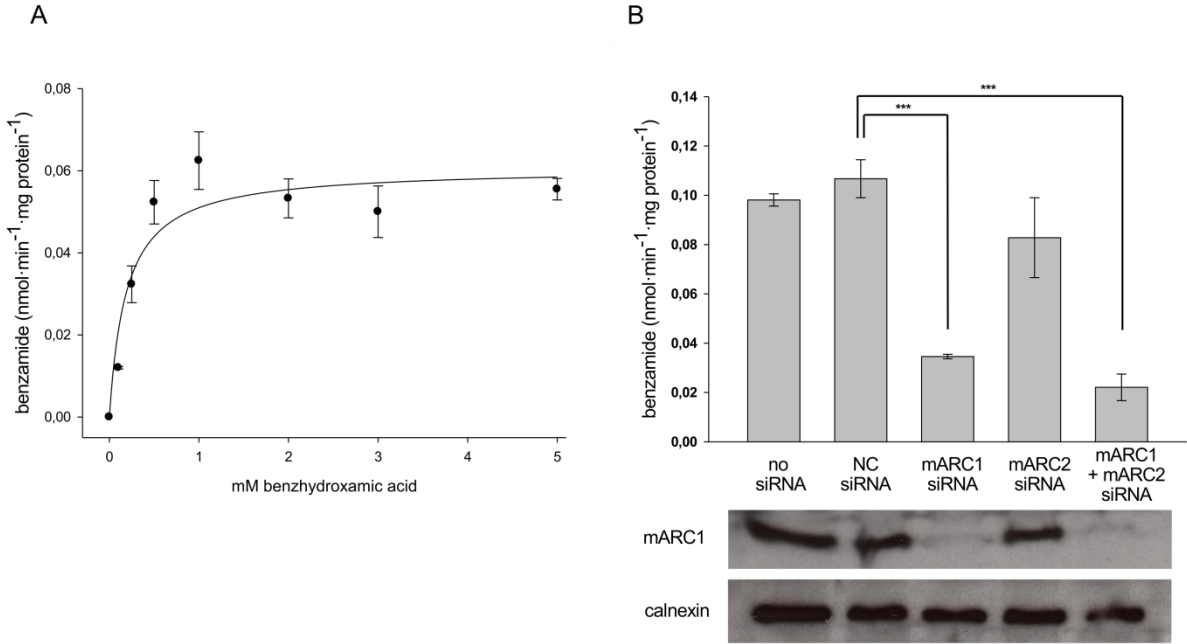 A
benzamide (nmol·min⁻¹·mg protein⁻¹)
0,08
0,06
0,04
0,02
0,00
0 1 2 3 4 5
mM benzhydroxamic acid
B
benzamide (nmol·min⁻¹·mg protein⁻¹)
0,14
0,12
0,10
0,08
0,06
0,04
0,02
0,00
***
***
no
siRNA
NC
siRNA
mARC1
siRNA
mARC2
siRNA
mARC1
+ mARC2
siRNA
mARC1
calnexin